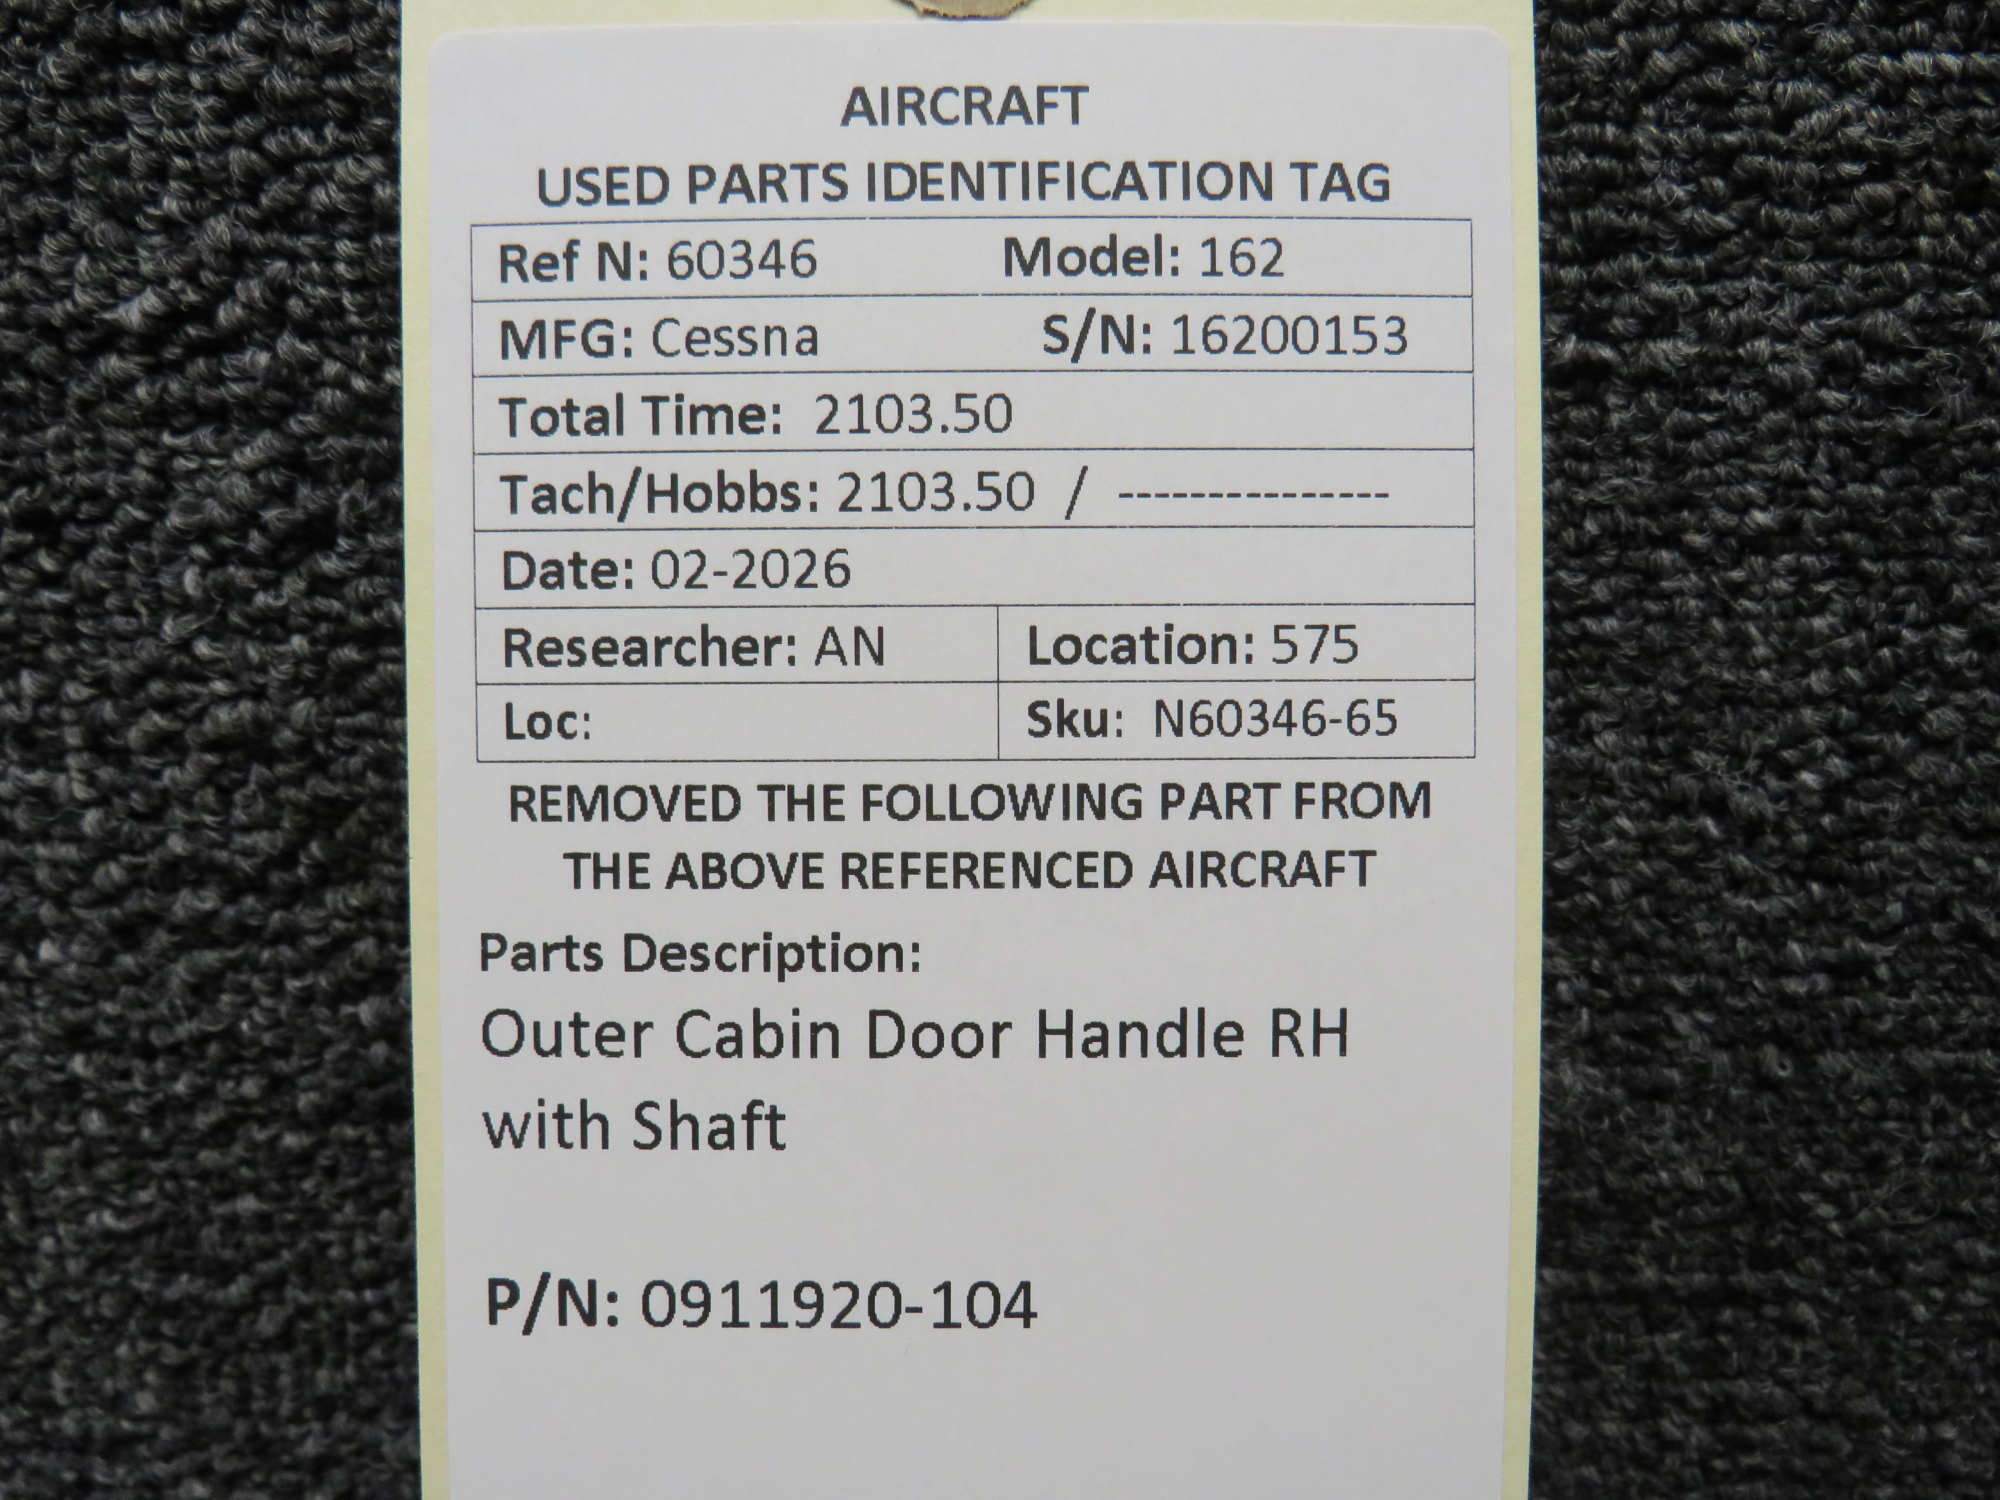 AIRCRAFT
USED PARTS IDENTIFICATION TAG
Ref N: 60346 Model: 162
MFG: Cessna S/N: 16200153
Total Time: 2103.50
Tach/Hobbs: 2103.50 / ---------------
Date: 02-2026
Researcher: AN Location: 575
Loc: Sku: N60346-65
REMOVED THE FOLLOWING PART FROM
THE ABOVE REFERENCED AIRCRAFT
Parts Description:
Outer Cabin Door Handle RH
with Shaft
P/N: 0911920-104